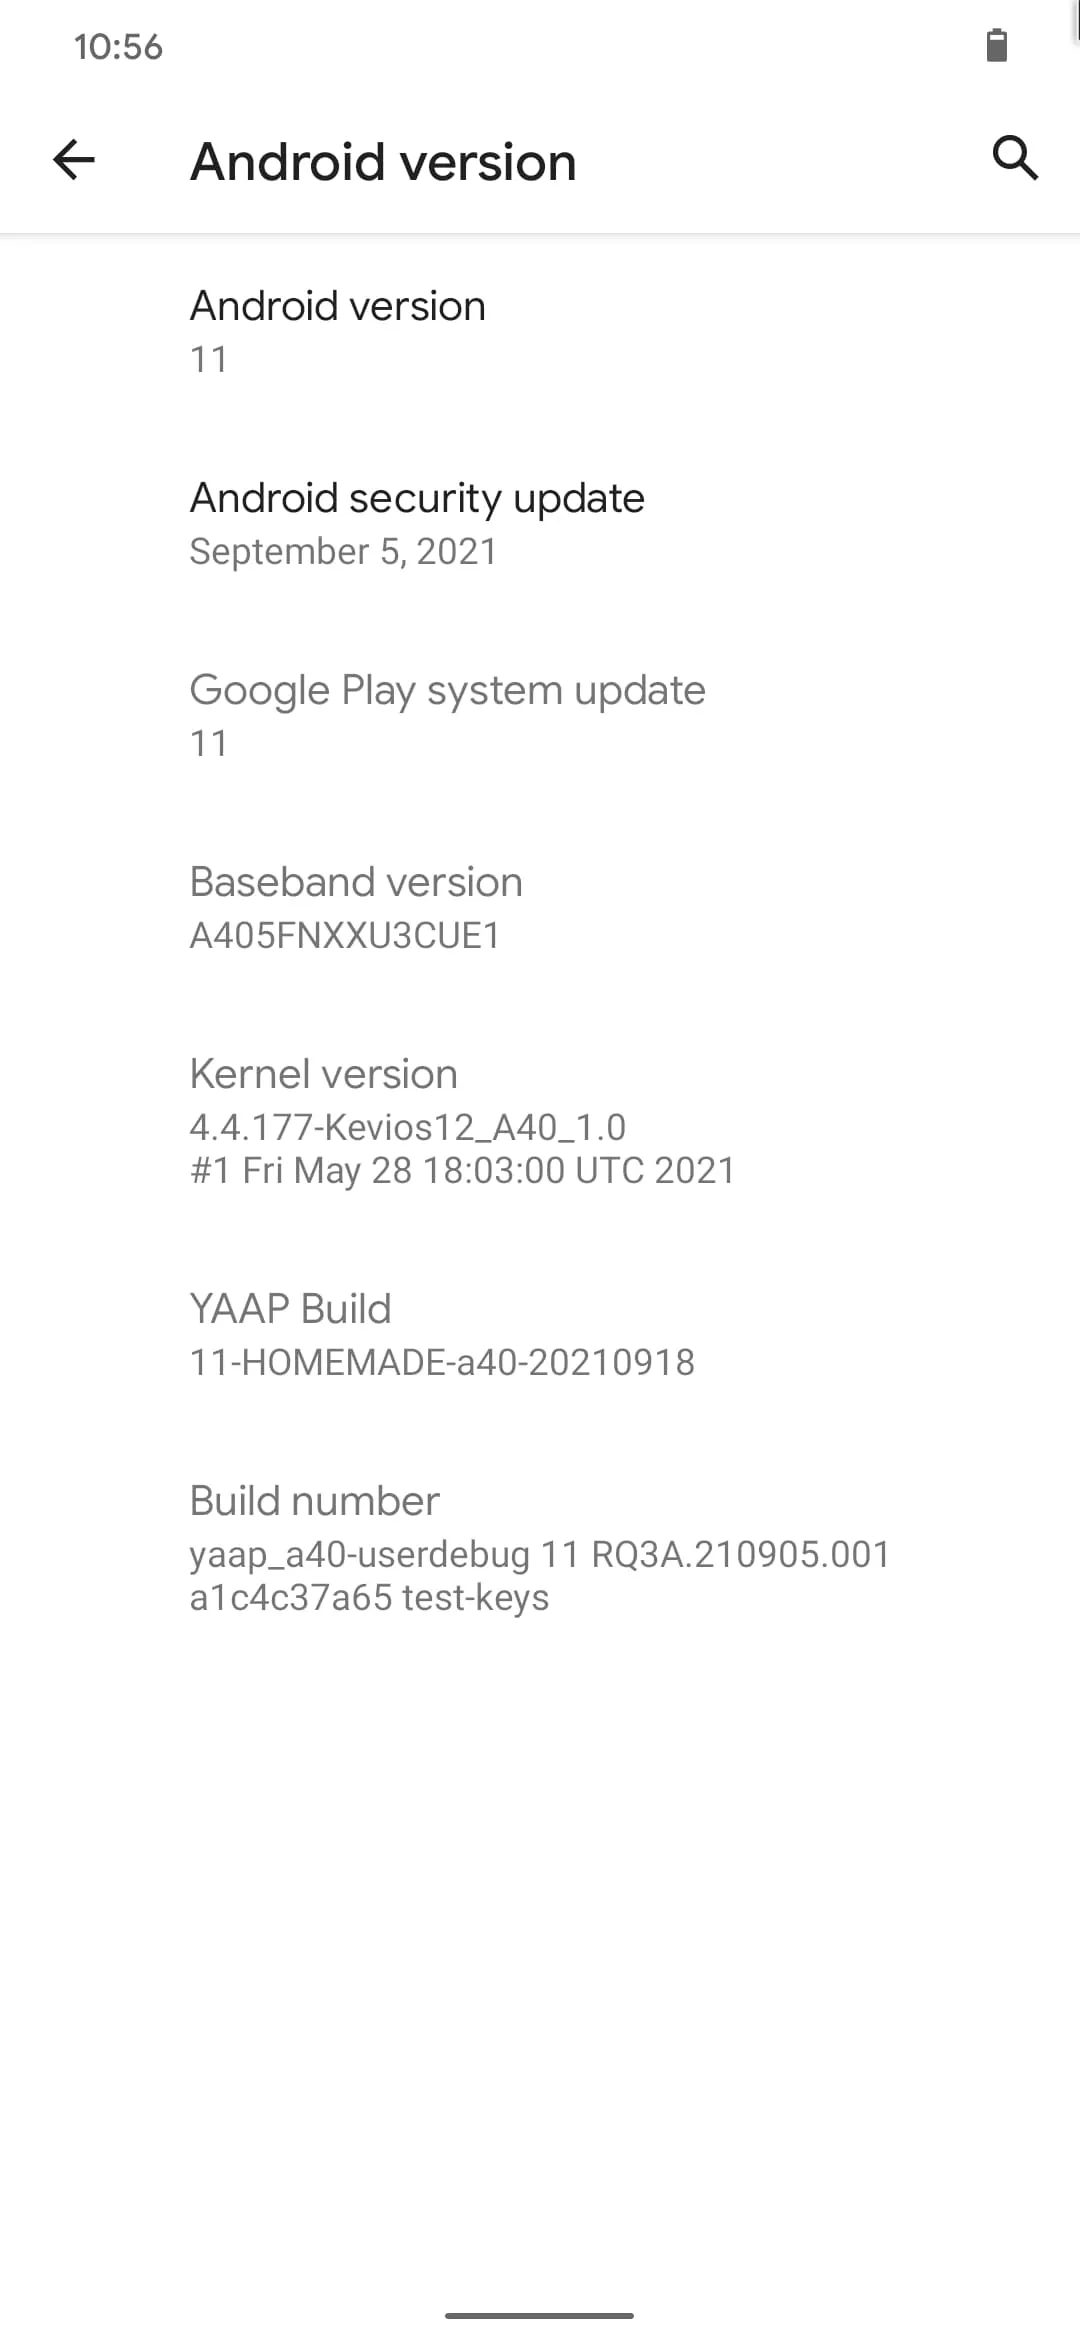 10:56
Android version
Android version
11
Android security update
September 5, 2021
Google Play system update
11
Baseband version
A405FNXXU3CUE1
Kernel version
4.4.177-Kevios12_A40_1.0
#1 Fri May 28 18:03:00 UTC 2021
YAAP Build
11-HOMEMADE-a40-20210918
Build number
yaap_a40-userdebug 11 RQ3A.210905.001
a1c4c37a65 test-keys